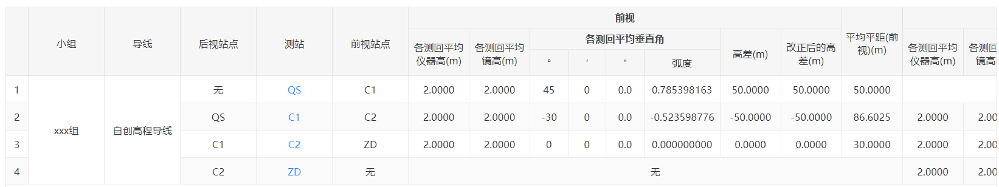 前视
小组 导线 后视站点 测站 前视站点 各测回平均仪器高(m) 各测回平均镜高(m) 各测回平均垂直角 高差(m) 改正后的高差(m) 平均平距(前视)(m) 各测回平均仪器高(m) 各测回 镜高
° ′ ″ 弧度
1 无 QS C1 2.0000 2.0000 45 0 0.0 0.785398163 50.0000 50.0000 50.0000
2 xxx组 自创高程导线 QS C1 C2 2.0000 2.0000 -30 0 0.0 -0.523598776 -50.0000 -50.0000 86.6025 2.0000 2.00
3 C1 C2 ZD 2.0000 2.0000 0 0 0.0 0.000000000 0.0000 0.0000 30.0000 2.0000 2.00
4 C2 ZD 无 无 2.0000 2.00